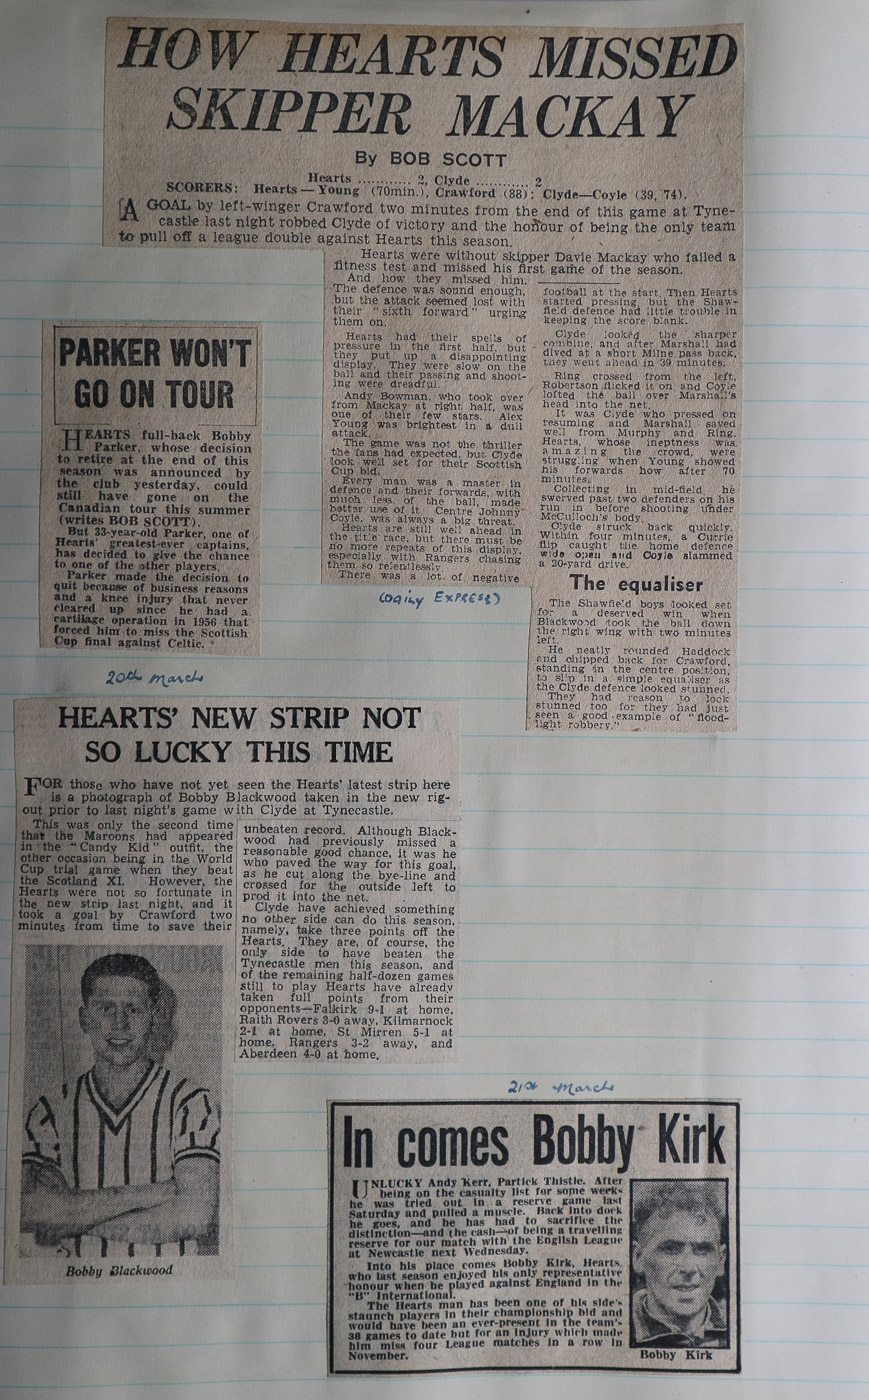 HOW HEARTS MISSED
SKIPPER MACKAY
By BOB SCOTT
Hearts ............ 2, Clyde ............ 2
SCORERS: Hearts—Young (70min.), Crawford (88); Clyde—Coyle (39, 74).
A GOAL by left-winger Crawford two minutes from the end of this game at Tyne-
castle last night robbed Clyde of victory and the honour of being the only team
to pull off a league double against Hearts this season.
Hearts were without skipper Davie Mackay who failed a
fitness test and missed his first game of the season.
And how they missed him.
The defence was sound enough,
but the attack seemed lost with
their "sixth forward" urging
them on.
Hearts had their spells of
pressure in the first half, but
they put up a disappointing
display. They were slow on the
ball and their passing and shoot-
ing were dreadful.
Andy Bowman, who took over
from Mackay at right half, was
one of their few stars. Alex
Young was brightest in a dull
attack.
The game was not the thriller
the fans had expected, but Clyde
look well set for their Scottish
Cup bid.
Every man was a master in
defence and their forwards, with
much less of the ball, made
better use of it. Centre Johnny
Coyle, was always a big threat.
Hearts are still well ahead in
the title race, but there must be
no more repeats of this display,
especially with Rangers chasing
them so relentlessly.
There was a lot of negative
football at the start. Then Hearts
started pressing, but the Shaw-
field defence had little trouble in
keeping the score blank.
Clyde looked the sharper
combine, and after Marshall had
dived at a short Milne pass back,
they went ahead in 39 minutes.
Ring crossed from the left,
Robertson flicked it on and Coyle
lofted the ball over Marshall's
head into the net.
It was Clyde who pressed on
resuming and Marshall saved
well from Murphy and Ring.
Hearts, whose ineptness was
amazing the crowd, were
struggling when Young showed
his forwards how after 70
minutes.
Collecting in mid-field, he
swerved past two defenders on his
run in before shooting under
McCulloch's body.
Clyde struck back quickly.
Within four minutes, a Currie
flip caught the home defence
wide open and Coyle slammed
a 20-yard drive.
The equaliser
The Shawfield boys looked set
for a deserved win when
Blackwood took the ball down
the right wing with two minutes
left.
He neatly rounded Haddock
and chipped back for Crawford,
standing in the centre position,
to slip in a simple equaliser as
the Clyde defence looked stunned.
They had reason to look
stunned too for they had just
seen a good example of "flood-
light robbery."
(Daily Express)
PARKER WON'T
GO ON TOUR
HEARTS full-back Bobby
Parker, whose decision
to retire at the end of this
season was announced by
the club yesterday, could
still have gone on the
Canadian tour this summer
(writes BOB SCOTT).
But 33-year-old Parker, one of
Hearts' greatest-ever captains,
has decided to give the chance
to one of the other players.
Parker made the decision to
quit because of business reasons
and a knee injury that never
cleared up since he had a
cartilage operation in 1956 that
forced him to miss the Scottish
Cup final against Celtic.
20th March
HEARTS' NEW STRIP NOT
SO LUCKY THIS TIME
FOR those who have not yet seen the Hearts' latest strip here
is a photograph of Bobby Blackwood taken in the new rig-
out prior to last night's game with Clyde at Tynecastle.
This was only the second time
that the Maroons had appeared
in the "Candy Kid" outfit, the
other occasion being in the World
Cup trial game when they beat
the Scotland XI. However, the
Hearts were not so fortunate in
the new strip last night, and it
took a goal by Crawford two
minutes from time to save their
unbeaten record. Although Black-
wood had previously missed a
reasonable good chance, it was he
who paved the way for this goal,
as he cut along the bye-line and
crossed for the outside left to
prod it into the net.
Clyde have achieved something
no other side can do this season,
namely, take three points off the
Hearts. They are, of course, the
only side to have beaten the
Tynecastle men this season, and
of the remaining half-dozen games
still to play Hearts have already
taken full points from their
opponents—Falkirk 9-1 at home,
Raith Rovers 3-0 away, Kilmarnock
2-1 at home, St Mirren 5-1 at
home, Rangers 3-2 away, and
Aberdeen 4-0 at home.
Bobby Blackwood
21st March
In comes Bobby Kirk
UNLUCKY Andy Kerr, Partick Thistle. After
being on the casualty list for some weeks
he was tried out in a reserve game last
Saturday and pulled a muscle. Back into dock
he goes, and he has had to sacrifice the
distinction—and the cash—of being a travelling
reserve for our match with the English League
at Newcastle next Wednesday.
Into his place comes Bobby Kirk, Hearts,
who last season enjoyed his only representative
honour when he played against England in the
"B" International.
The Hearts man has been one of his side's
staunch players in their championship bid and
would have been an ever-present in the team's
38 games to date but for an injury which made
him miss four League matches in a row in
November.
Bobby Kirk